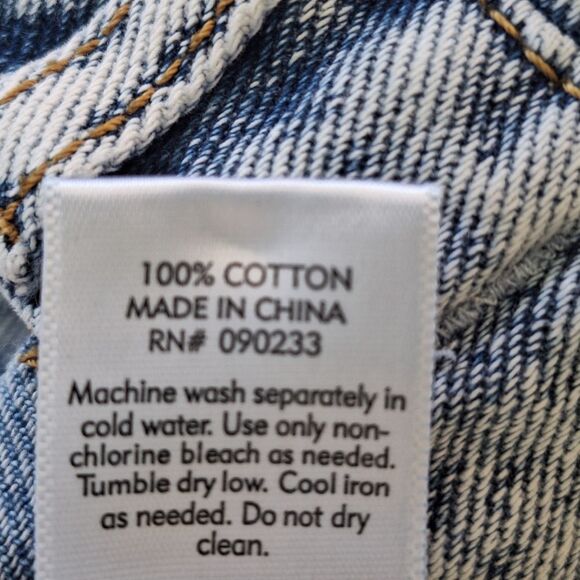 100% COTTON
MADE IN CHINA
RN# 090233
Machine wash separately in
cold water. Use only non-
chlorine bleach as needed.
Tumble dry low. Cool iron
as needed. Do not dry
clean.